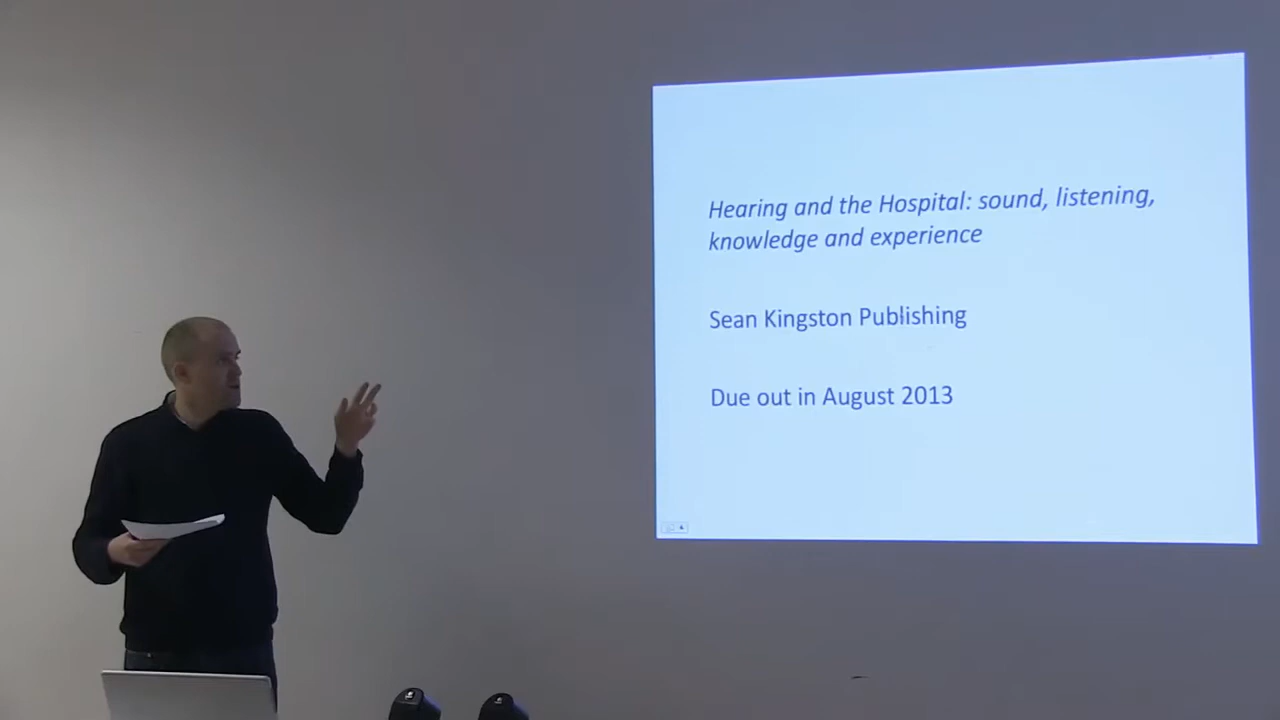 Hearing and the Hospital: sound, listening,
knowledge and experience
Sean Kingston Publishing
Due out in August 2013